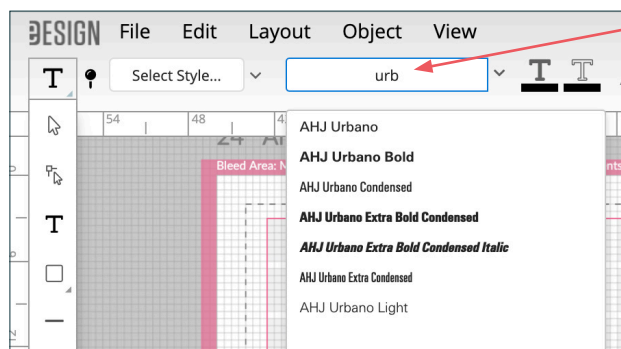 DESIGN File Edit Layout Object View
T Select Style... urb T T
54 48
Bleed Area: N
AHJ Urbano
AHJ Urbano Bold
AHJ Urbano Condensed
AHJ Urbano Extra Bold Condensed
AHJ Urbano Extra Bold Condensed Italic
AHJ Urbano Extra Condensed
AHJ Urbano Light
T